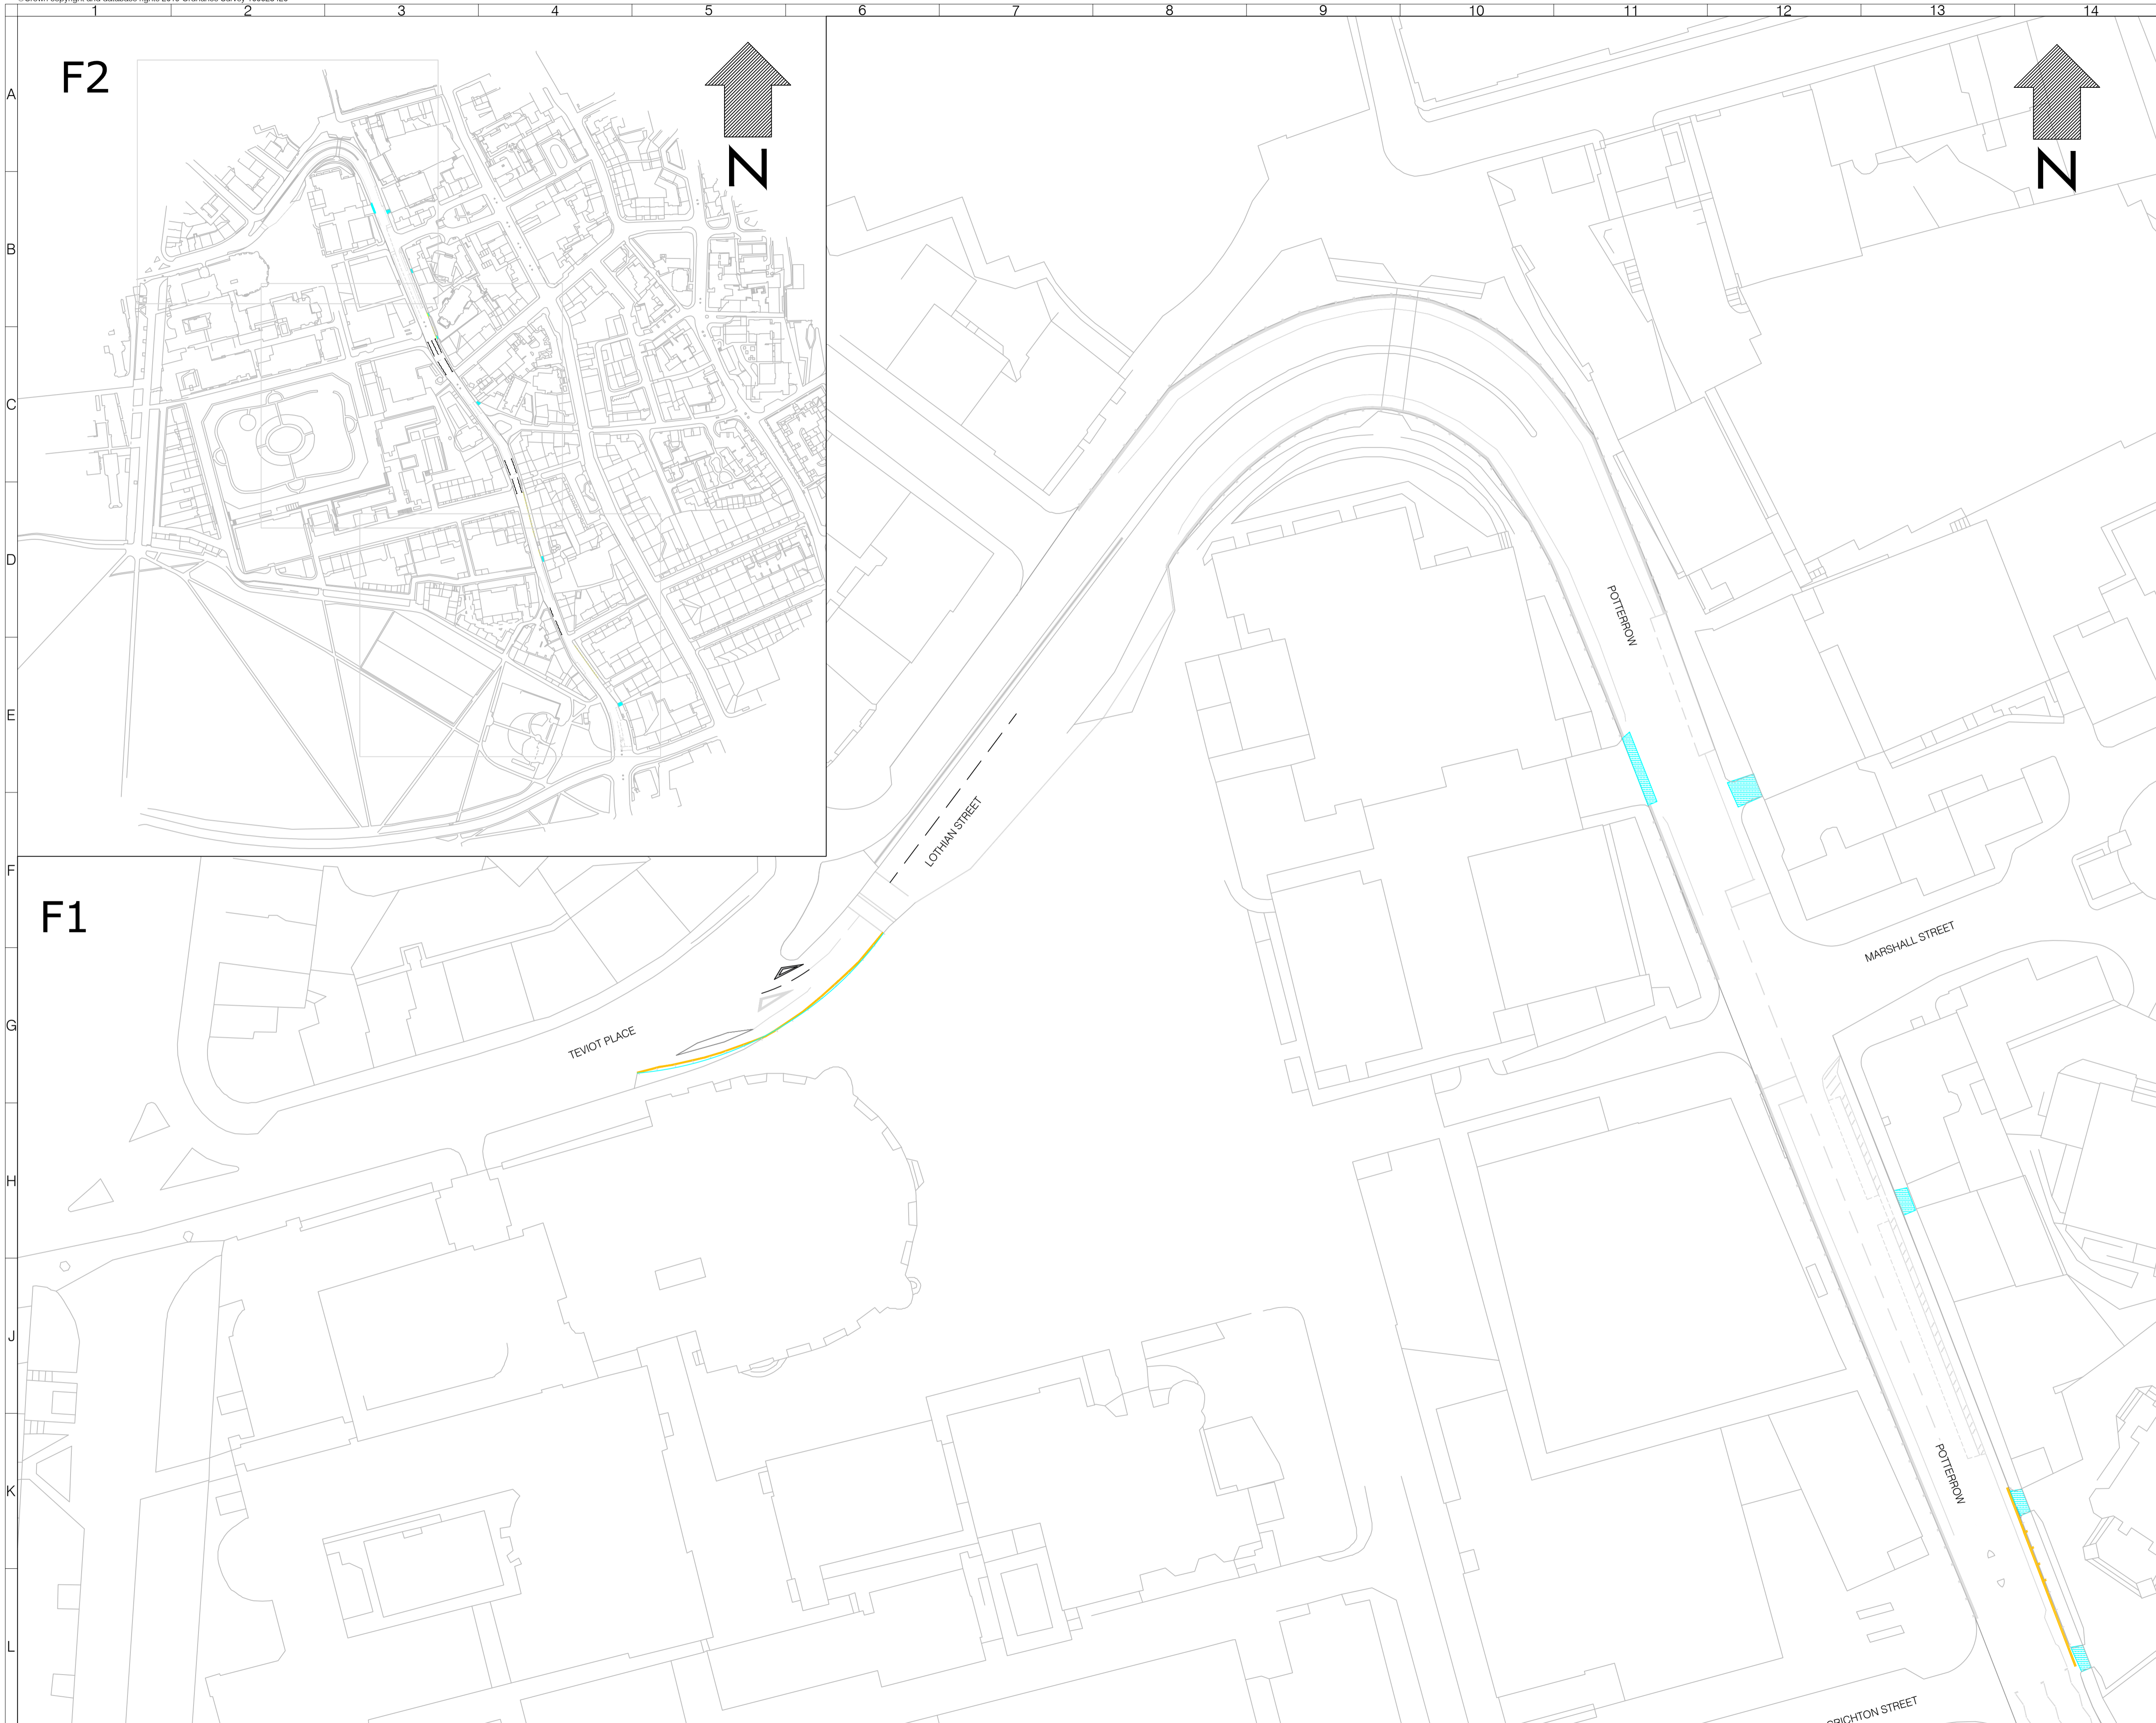 1 2 3 4 5 6 7 8 9 10 11 12 13 14
A
B
C
D
E
F
G
H
J
K
L
F2
N
N
F1
POTTERROW
LOTHIAN STREET
MARSHALL STREET
TEVIOT PLACE
POTTERROW
CRICHTON STREET